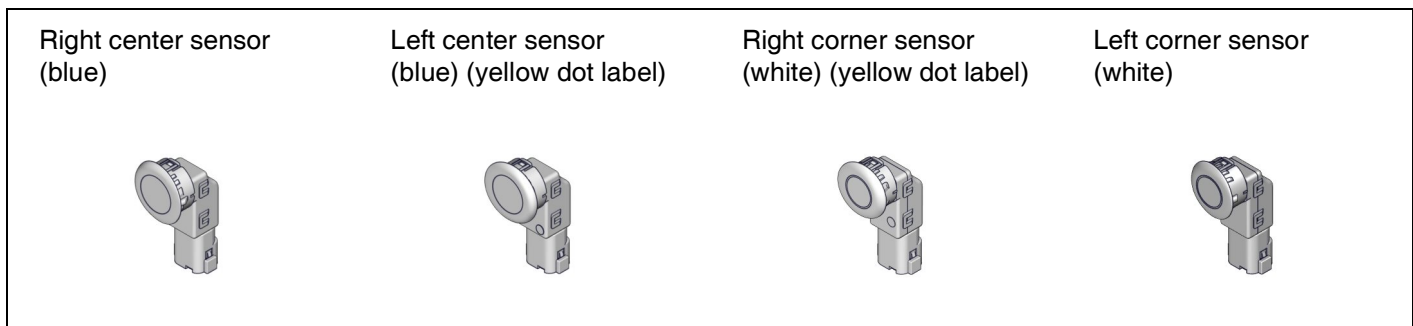 Right center sensor
(blue)
Left center sensor
(blue) (yellow dot label)
Right corner sensor
(white) (yellow dot label)
Left corner sensor
(white)